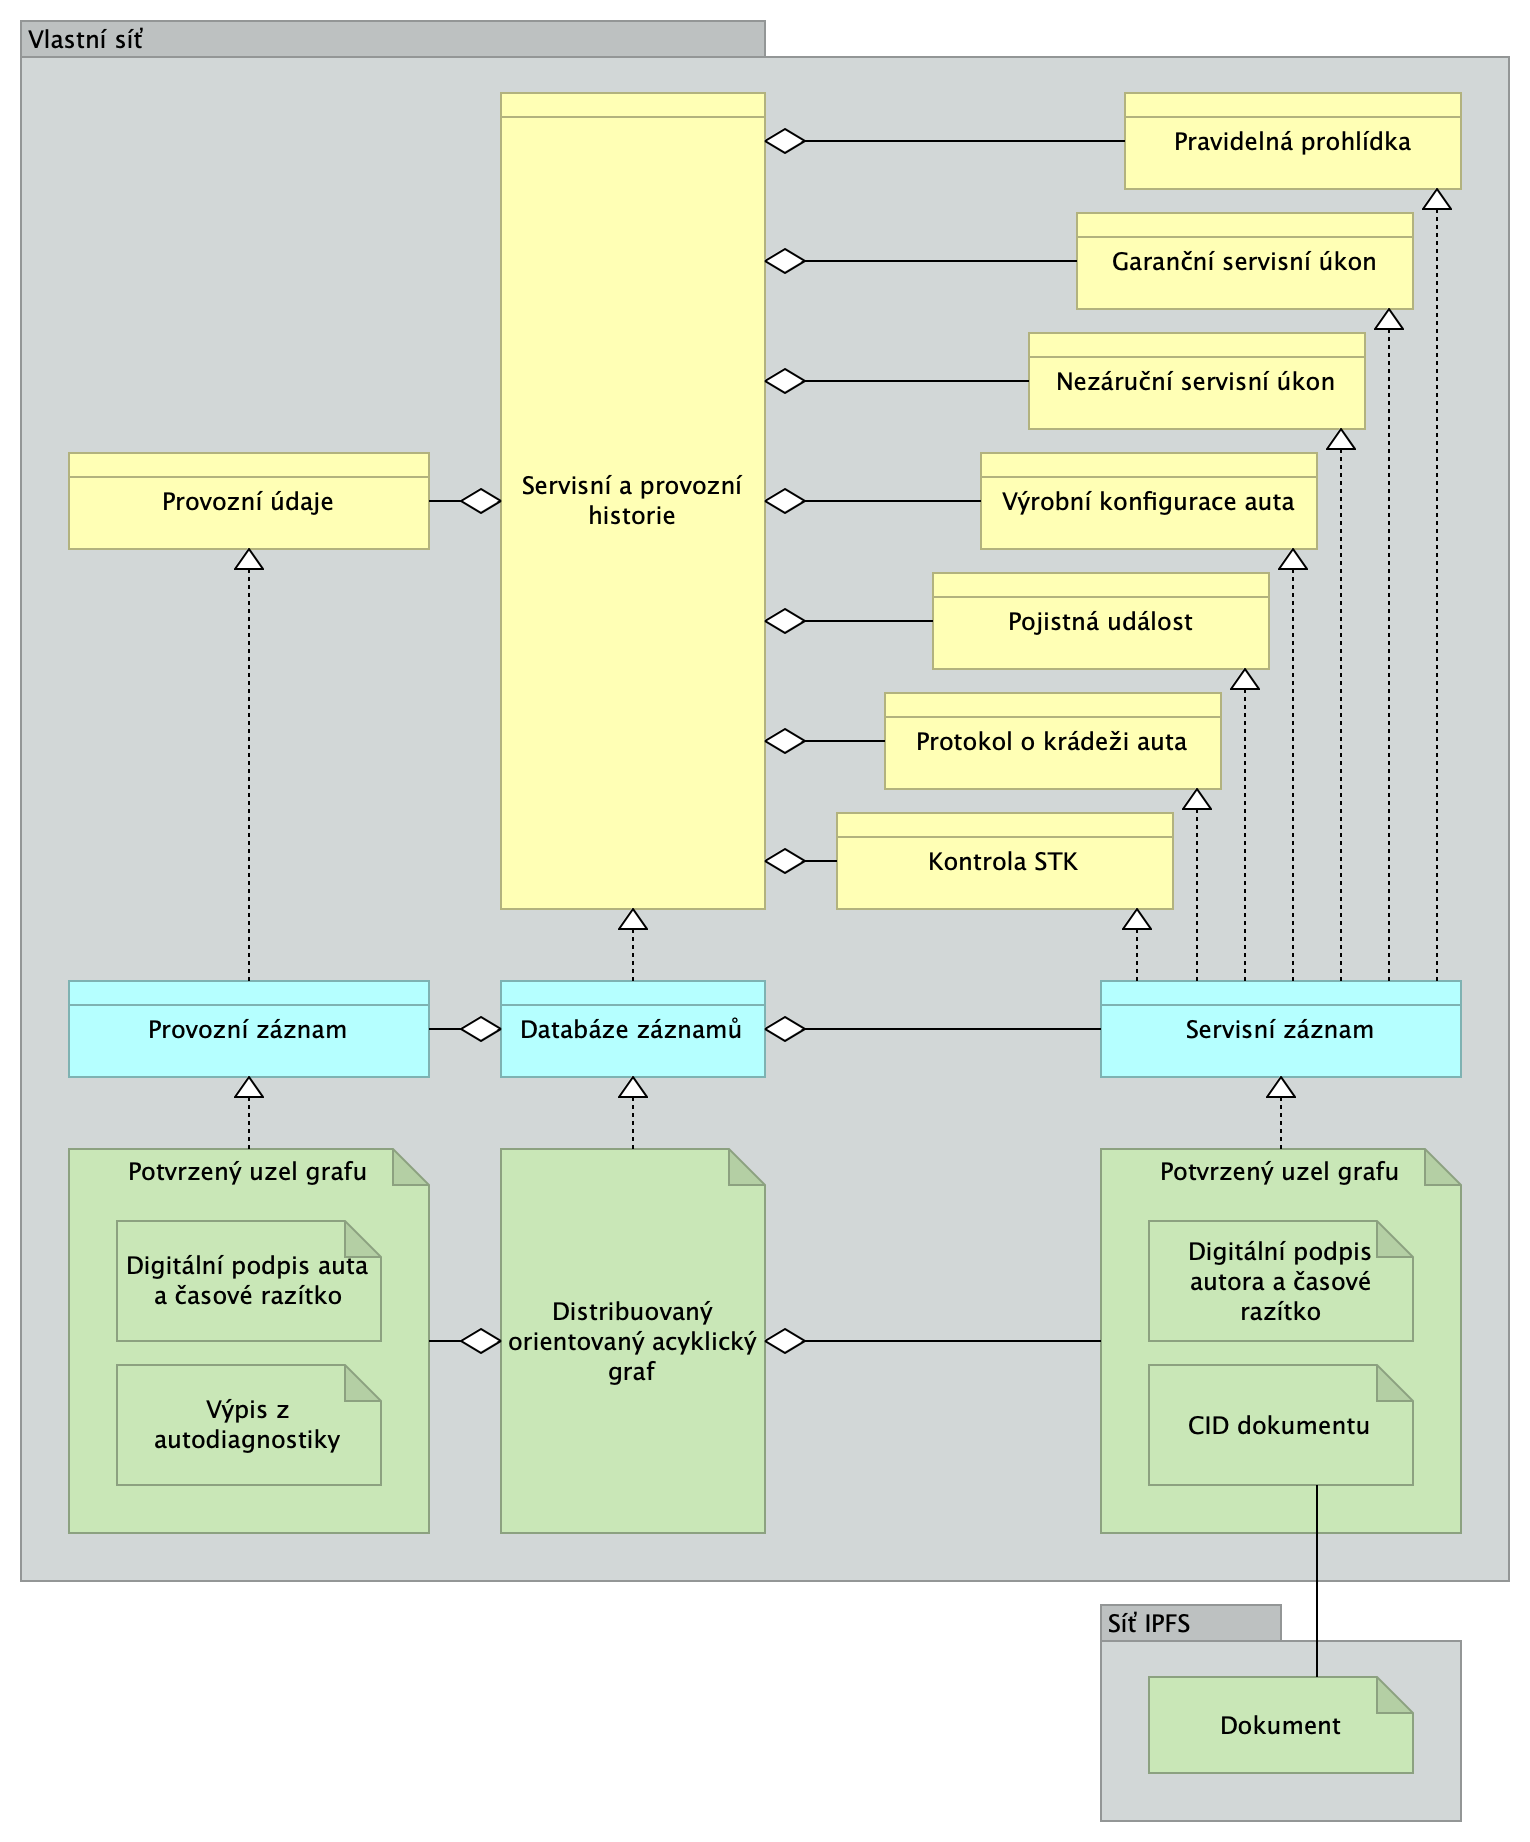 Vlastní síť
Pravidelná prohlídka
Garanční servisní úkon
Nezáruční servisní úkon
Provozní údaje
Servisní a provozní
historie
Výrobní konfigurace auta
Pojistná událost
Protokol o krádeži auta
Kontrola STK
Provozní záznam
Databáze záznamů
Servisní záznam
Potvrzený uzel grafu
Digitální podpis auta
a časové razítko
Výpis z
autodiagnostiky
Distribuovaný
orientovaný acyklický
graf
Potvrzený uzel grafu
Digitální podpis
autora a časové
razítko
CID dokumentu
Síť IPFS
Dokument